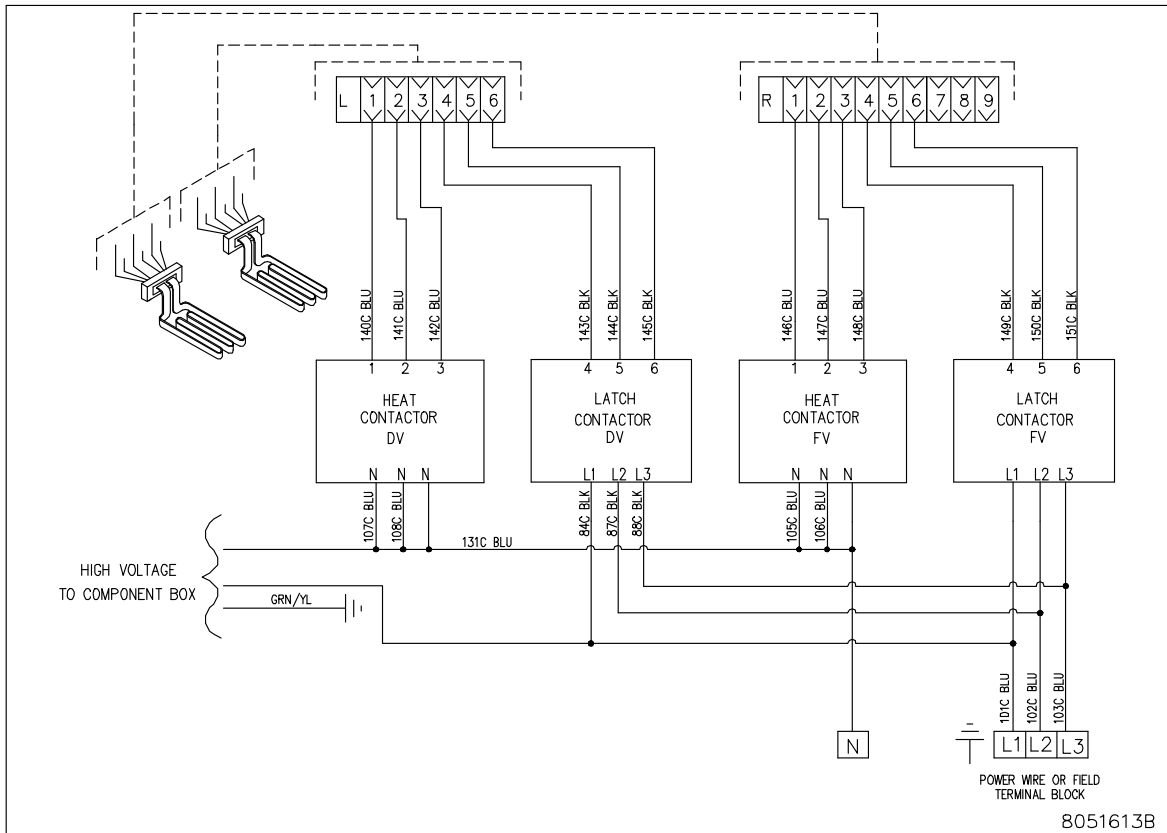 L 1 2 3 4 5 6
R 1 2 3 4 5 6 7 8 9
140C BLU
141C BLU
142C BLU
143C BLK
144C BLK
145C BLK
146C BLU
147C BLU
148C BLU
149C BLK
150C BLK
151C BLK
1 2 3
HEAT
CONTACTOR
DV
N N N
4 5 6
LATCH
CONTACTOR
DV
L1 L2 L3
1 2 3
HEAT
CONTACTOR
FV
N N N
4 5 6
LATCH
CONTACTOR
FV
L1 L2 L3
107C BLU
108C BLU
84C BLK
87C BLK
88C BLK
105C BLU
106C BLU
131C BLU
HIGH VOLTAGE
TO COMPONENT BOX
GRN/YL
101C BLU
102C BLU
103C BLU
N
L1 L2 L3
POWER WIRE OR FIELD
TERMINAL BLOCK
8051613B